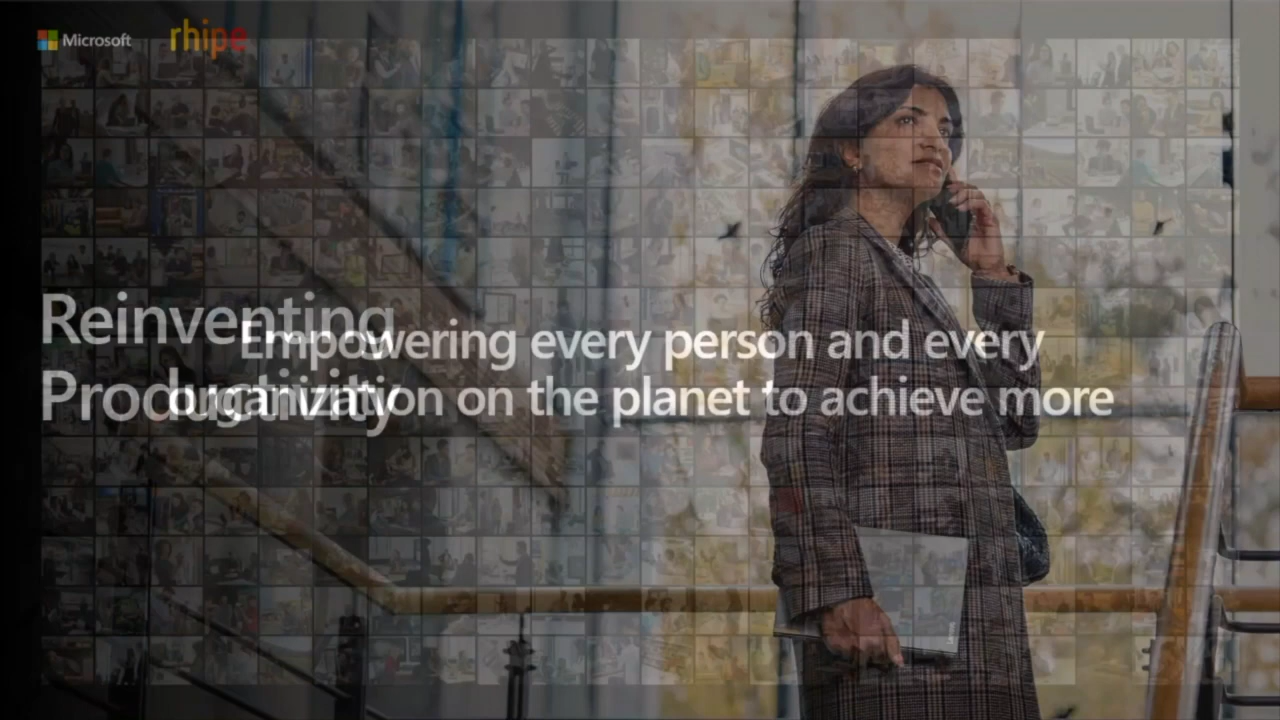 Microsoft
rhipe
Reinventing
Productivity
Empowering every person and every
organization on the planet to achieve more